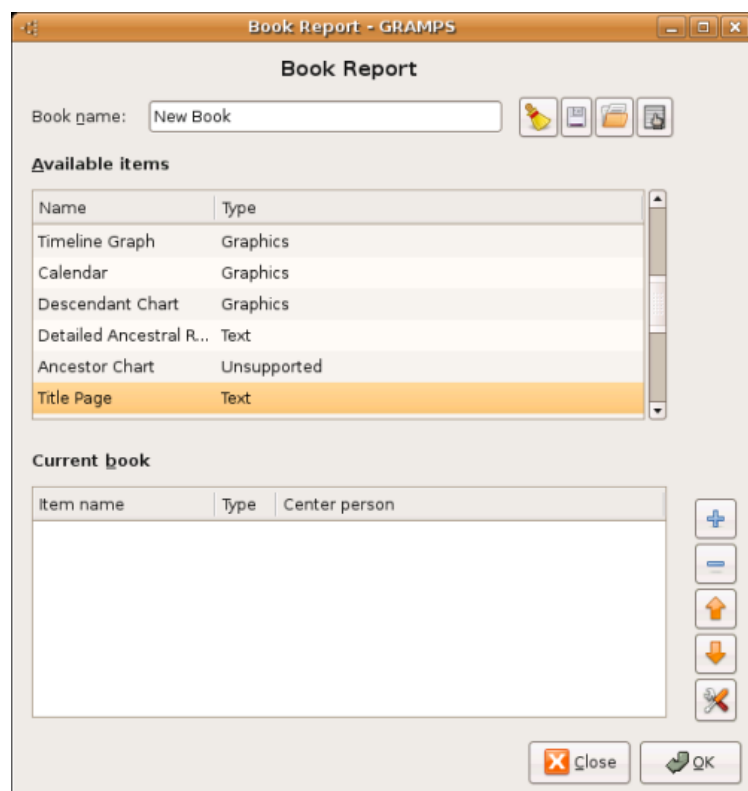 Book Report - GRAMPS
Book Report
Book name: New Book
Available items
Name Type
Timeline Graph Graphics
Calendar Graphics
Descendant Chart Graphics
Detailed Ancestral R... Text
Ancestor Chart Unsupported
Title Page Text
Current book
Item name Type Center person
Close OK